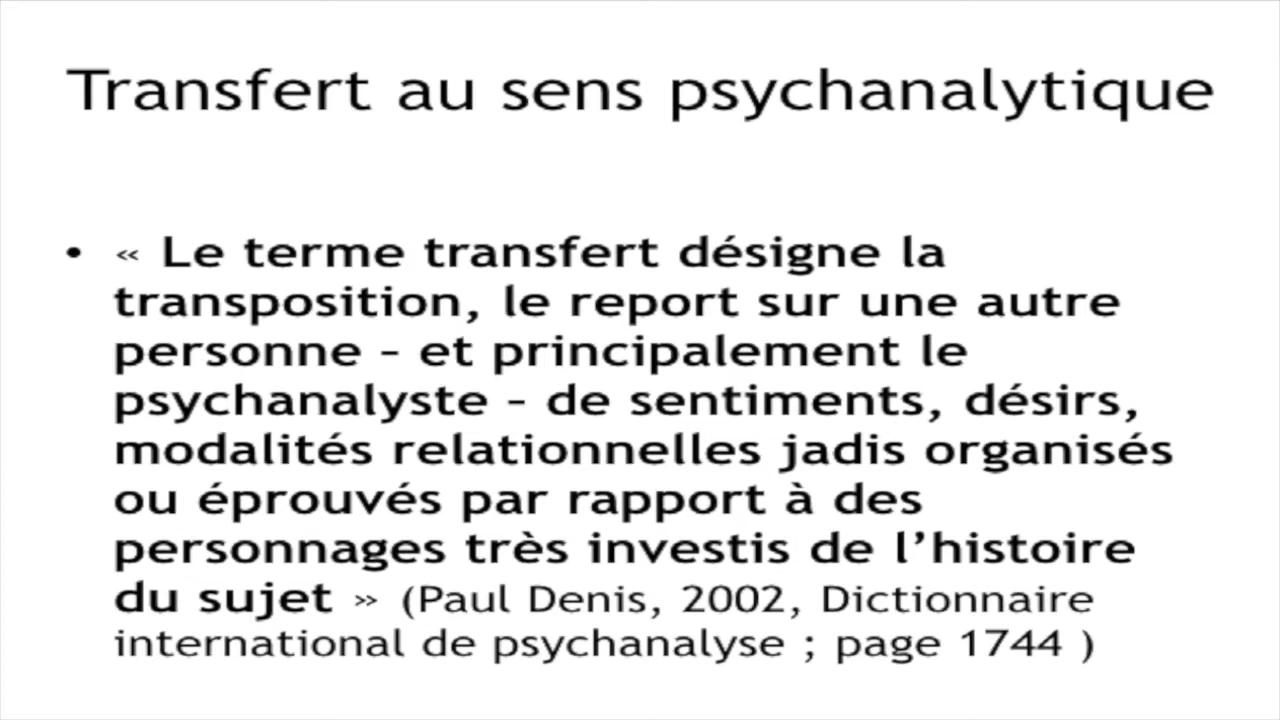 Transfert au sens psychanalytique
• « Le terme transfert désigne la
transposition, le report sur une autre
personne – et principalement le
psychanalyste – de sentiments, désirs,
modalités relationnelles jadis organisés
ou éprouvés par rapport à des
personnages très investis de l’histoire
du sujet » (Paul Denis, 2002, Dictionnaire
international de psychanalyse ; page 1744 )